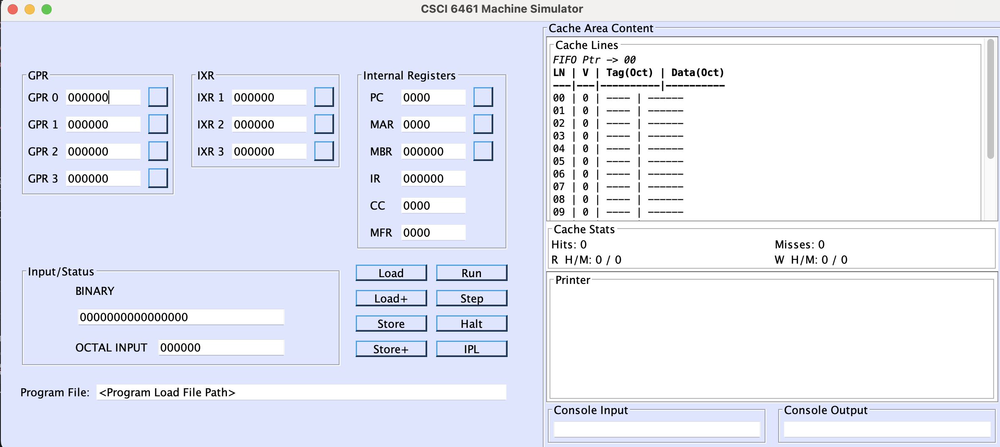 CSCI 6461 Machine Simulator
GPR
GPR 0 000000
GPR 1 000000
GPR 2 000000
GPR 3 000000
IXR
IXR 1 000000
IXR 2 000000
IXR 3 000000
Internal Registers
PC 0000
MAR 0000
MBR 000000
IR 000000
CC 0000
MFR 0000
Input/Status
BINARY
0000000000000000
OCTAL INPUT 000000
Load Run
Load+ Step
Store Halt
Store+ IPL
Program File: <Program Load File Path>
Cache Area Content
Cache Lines
FIFO Ptr -> 00
LN | V | Tag(Oct) | Data(Oct)
---|---|----------|----------
00 | 0 | ---- | ------
01 | 0 | ---- | ------
02 | 0 | ---- | ------
03 | 0 | ---- | ------
04 | 0 | ---- | ------
05 | 0 | ---- | ------
06 | 0 | ---- | ------
07 | 0 | ---- | ------
08 | 0 | ---- | ------
09 | 0 | ---- | ------
Cache Stats
Hits: 0 Misses: 0
R H/M: 0 / 0 W H/M: 0 / 0
Printer
Console Input
Console Output